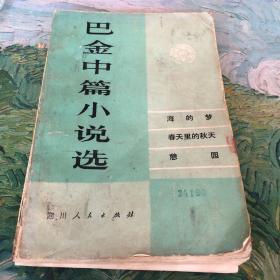 巴金中篇小说选
海的梦
春天里的秋天
憩园
四川人民出版社